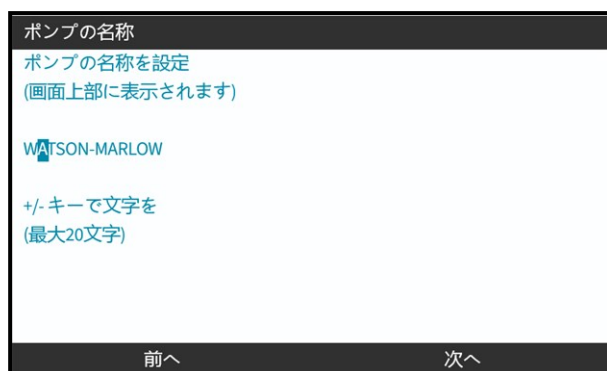 ポンプの名称
ポンプの名称を設定
(画面上部に表示されます)
WATSON-MARLOW
+/- キーで文字を
(最大20文字)
前へ 次へ